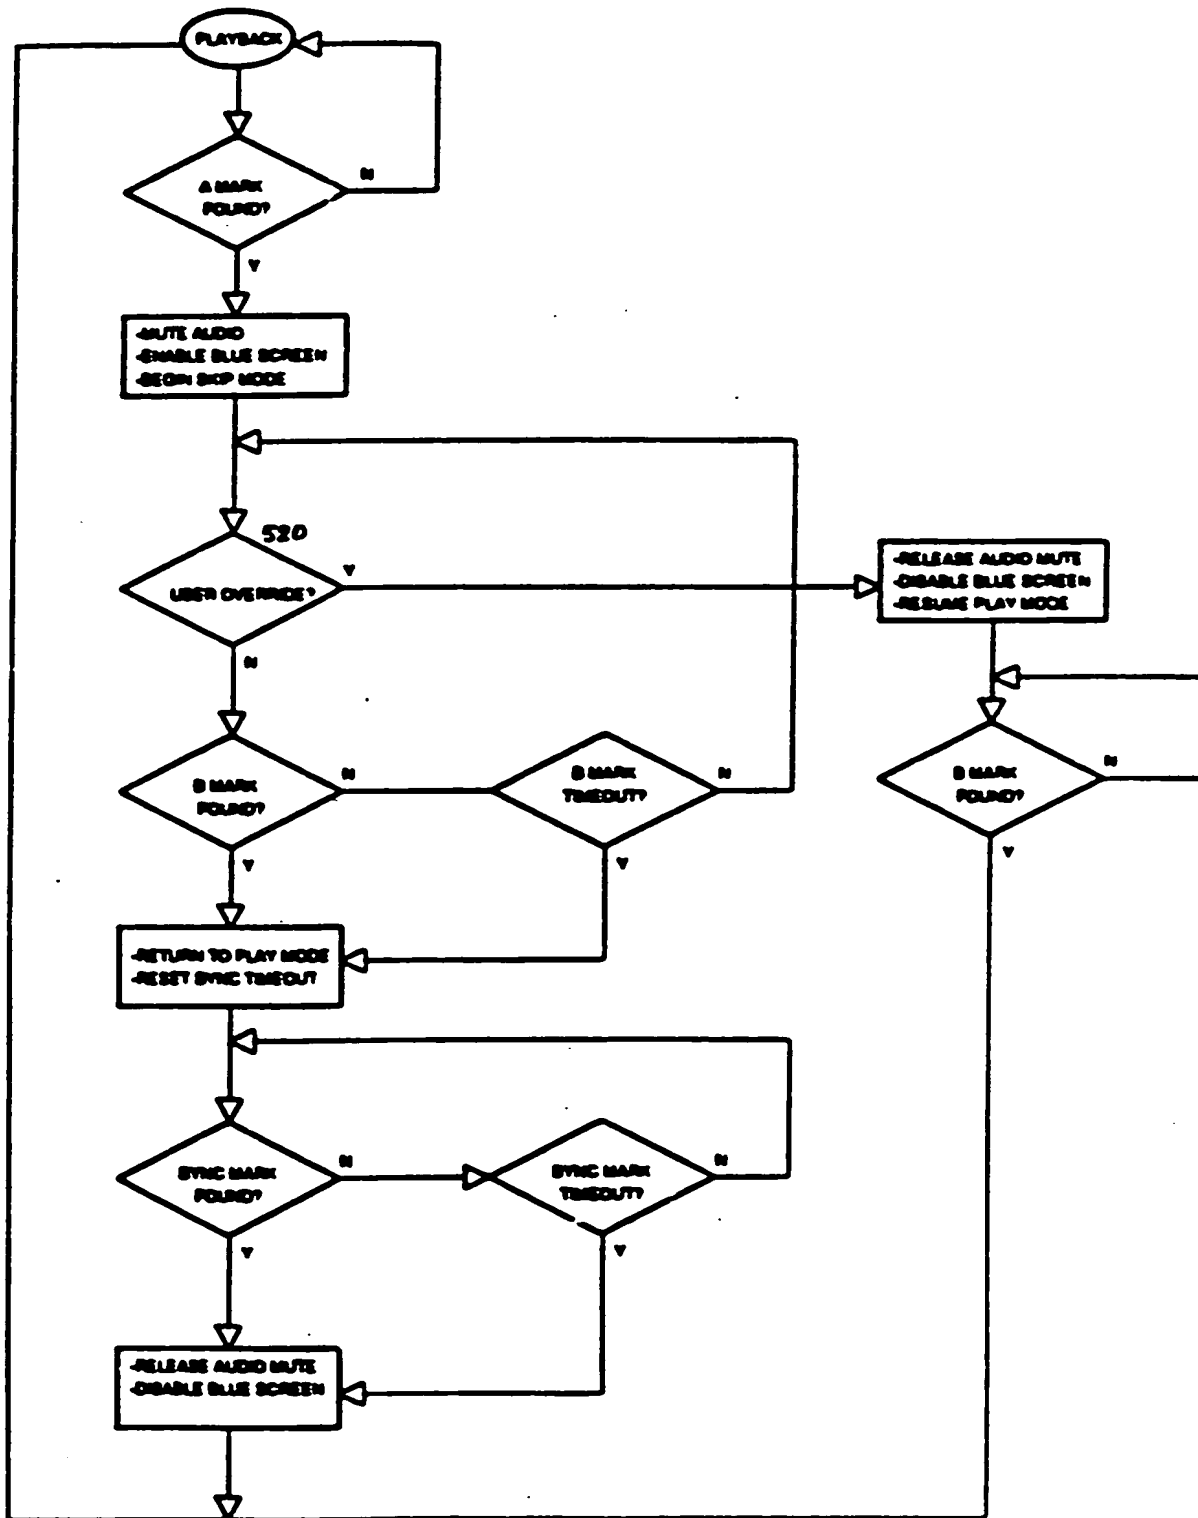 PLAYBACK
A MARK
FOUND?
N
Y
-MUTE AUDIO
-ENABLE BLUE SCREEN
-BEGIN SKIP MODE
520
USER OVERRIDE?
Y
N
-RELEASE AUDIO MUTE
-DISABLE BLUE SCREEN
-RESUME PLAY MODE
B MARK
FOUND?
N
Y
B MARK
TIMEOUT?
N
Y
B MARK
FOUND?
N
Y
-RETURN TO PLAY MODE
-RESET SYNC TIMEOUT
SYNC MARK
FOUND?
N
Y
SYNC MARK
TIMEOUT?
N
Y
-RELEASE AUDIO MUTE
-DISABLE BLUE SCREEN